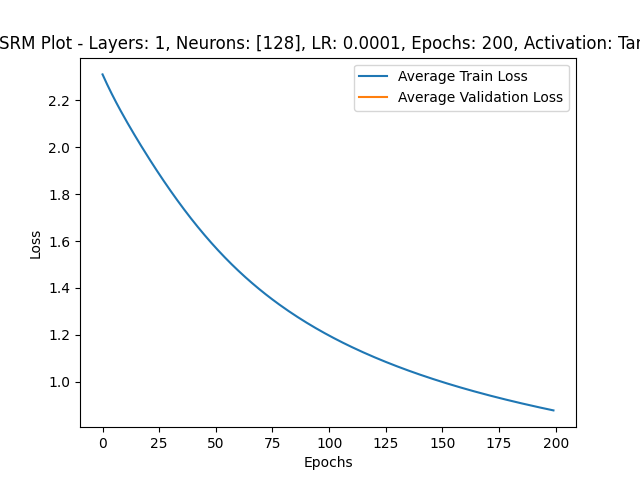 SRM Plot - Layers: 1, Neurons: [128], LR: 0.0001, Epochs: 200, Activation:
Average Train Loss
Average Validation Loss
2.2
2.0
1.8
1.6
1.4
1.2
1.0
Loss
0 25 50 75 100 125 150 175 200
Epochs